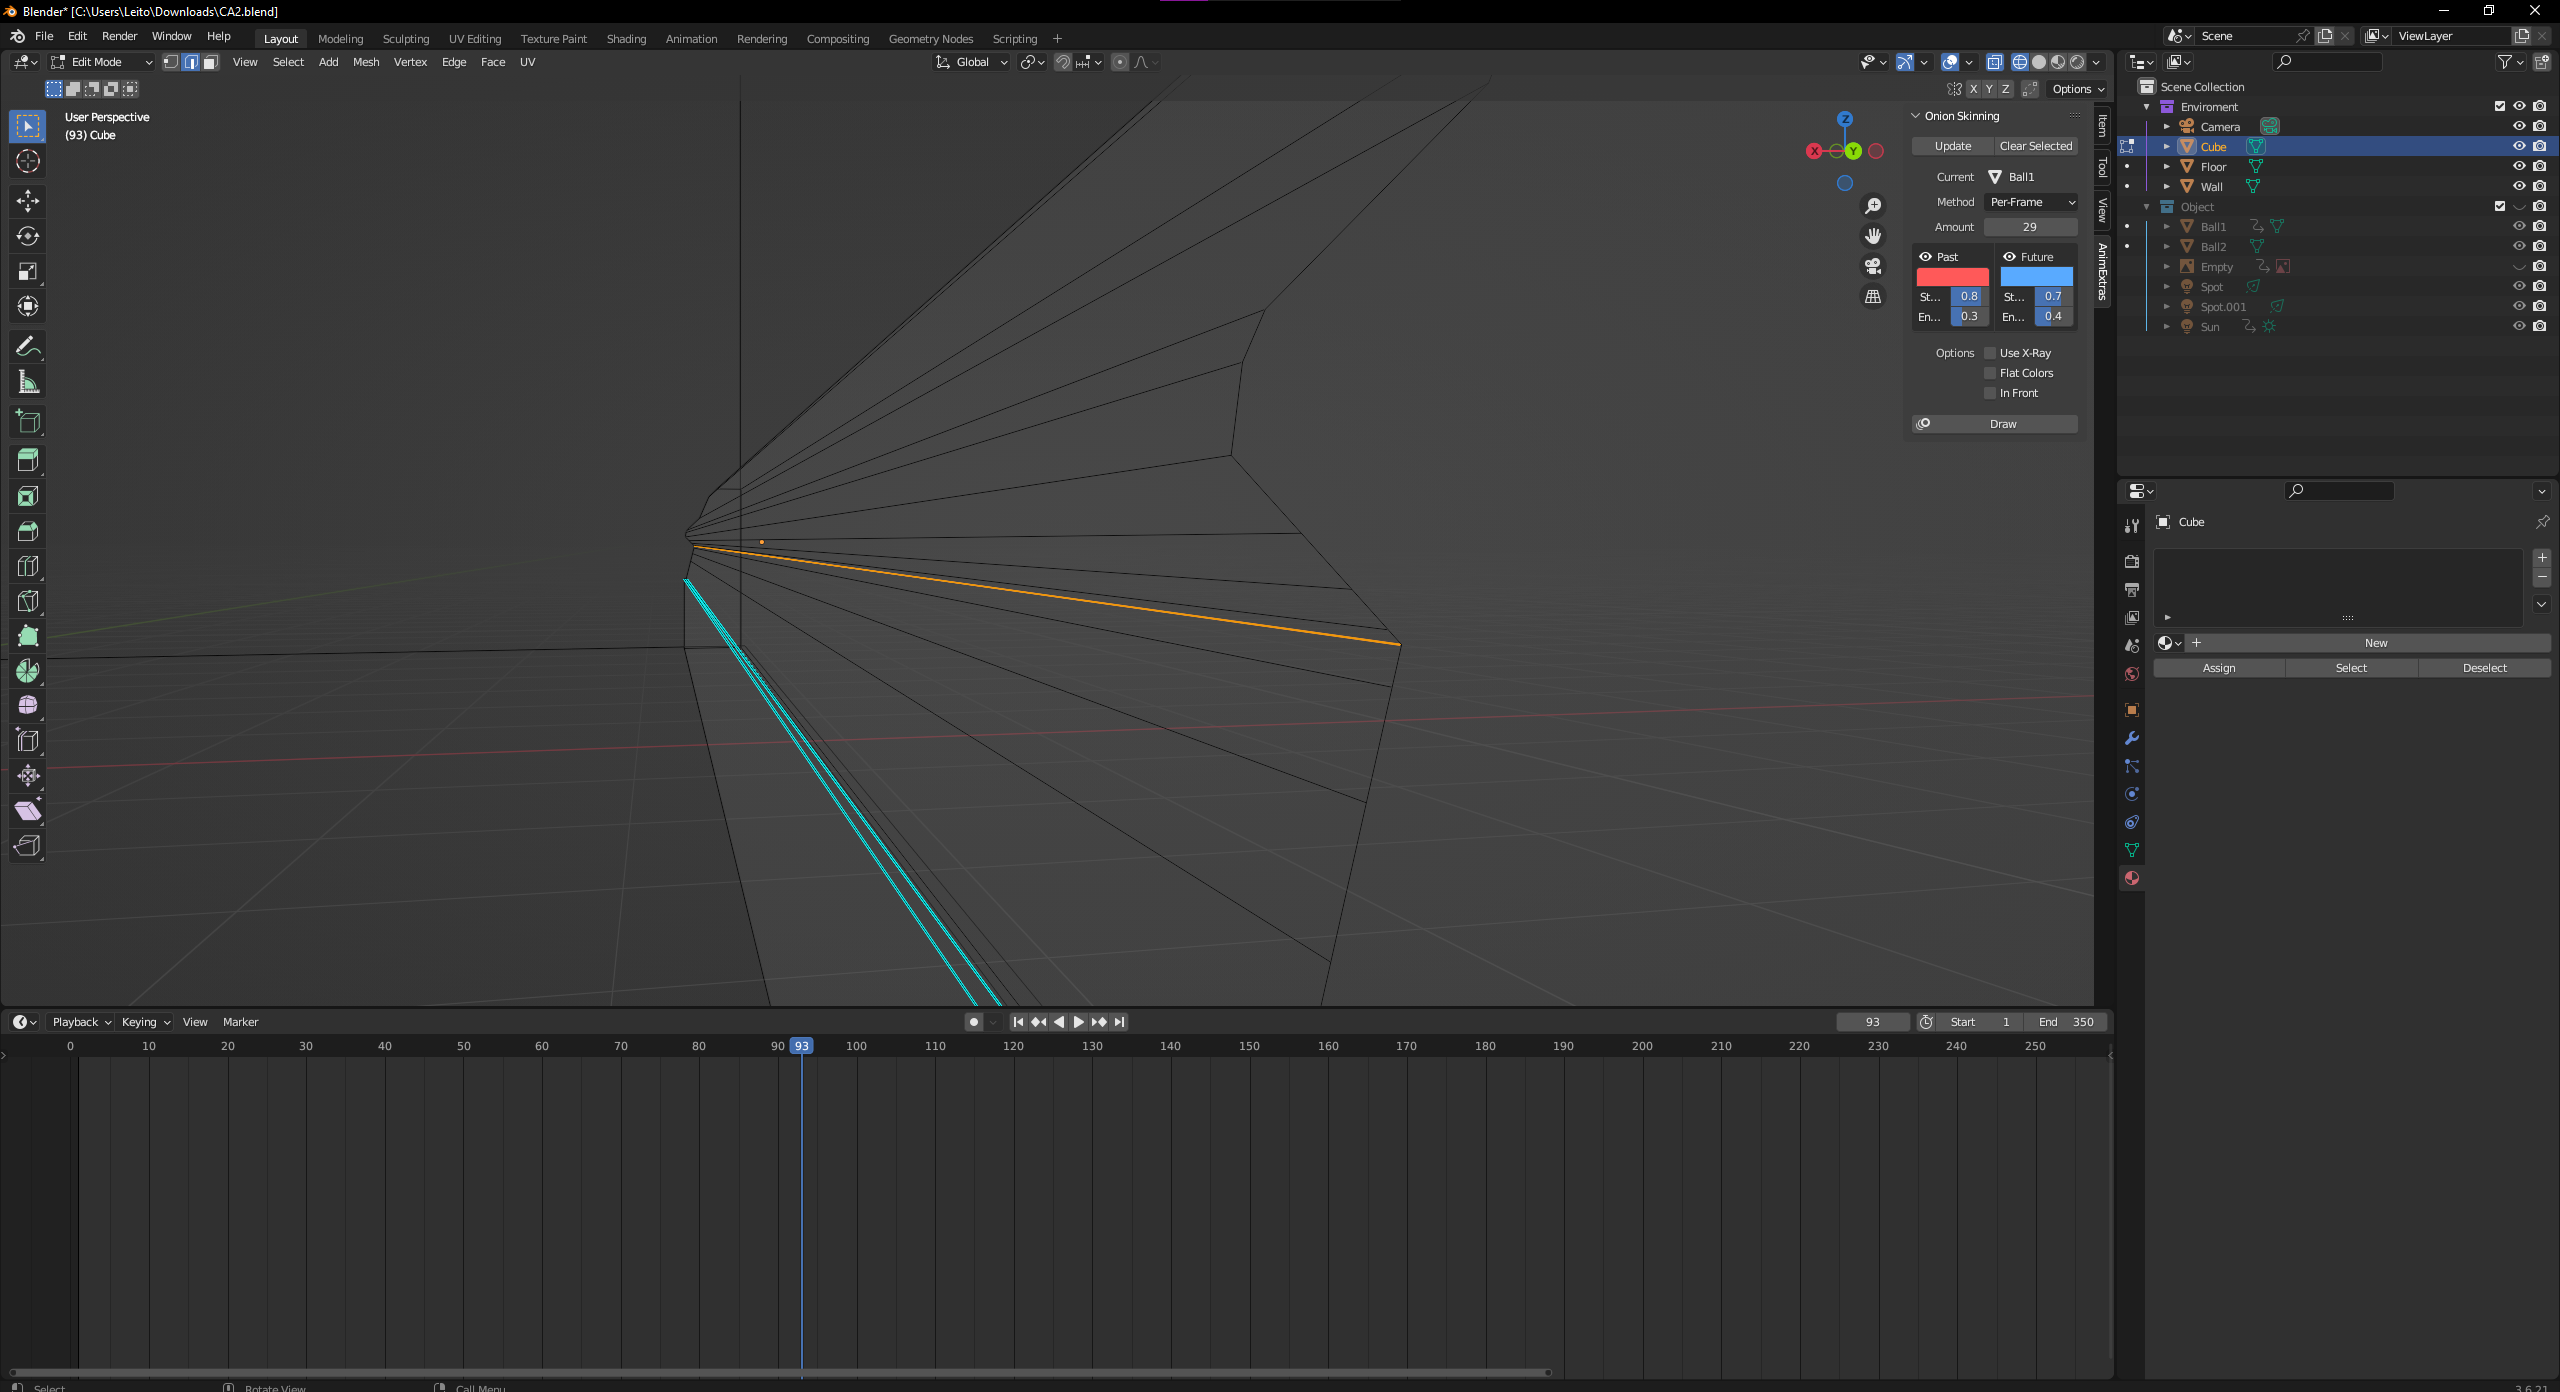 Blender* [C:\Users\Leito\Downloads\CA2.blend]
File Edit Render Window Help Layout Modeling Sculpting UV Editing Texture Paint Shading Animation Rendering Compositing Geometry Nodes Scripting + Scene ViewLayer
Edit Mode View Select Add Mesh Vertex Edge Face UV Global
X Y Z Options
User Perspective
(93) Cube
Z
X Y
Onion Skinning
Update Clear Selected
Current Ball1
Method Per-Frame
Amount 29
Past Future
St... 0.8 St... 0.7
En... 0.3 En... 0.4
Options Use X-Ray
Flat Colors
In Front
Draw
Item
Tool
View
AnimExtras
Scene Collection
Enviroment
Camera
Cube
Floor
Wall
Object
Ball1
Ball2
Empty
Spot
Spot.001
Sun
Cube
New
Assign Select Deselect
Playback Keying View Marker 93 Start 1 End 350
0 10 20 30 40 50 60 70 80 90 93 100 110 120 130 140 150 160 170 180 190 200 210 220 230 240 250
Select Rotate View Call Menu 3.6.21